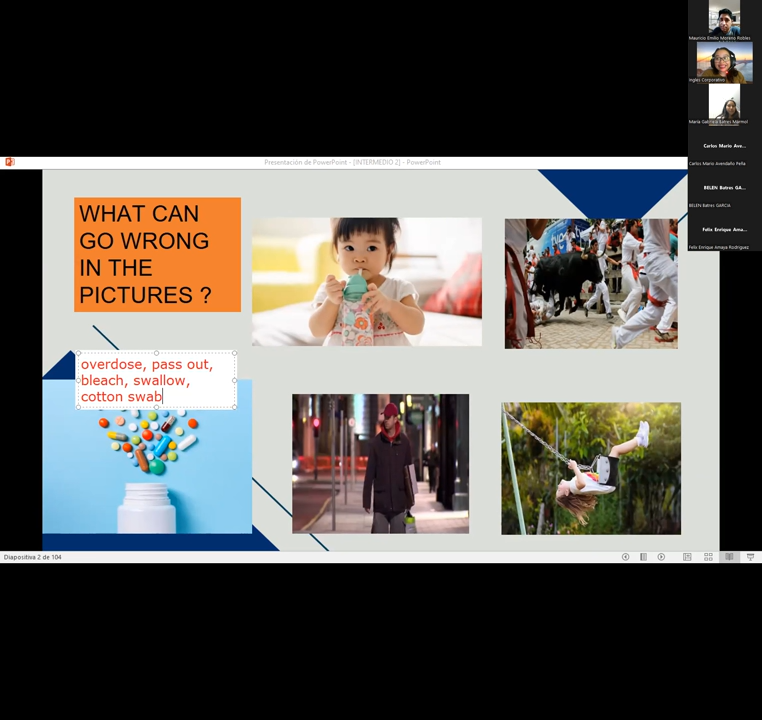 Presentación de PowerPoint - [INTERMEDIO 2] - PowerPoint
WHAT CAN
GO WRONG
IN THE
PICTURES ?
overdose, pass out,
bleach, swallow,
cotton swab
Diapositiva 2 de 104
Mauricio Emilio Moreno Robles
Inglés Corporativo
María Gabriela Batres Mármol
Carlos Mario Ave...
Carlos Mario Avendaño Peña
BELEN Batres GA...
BELEN Batres GARCIA
Felix Enrique Ama...
Felix Enrique Amaya Rodriguez